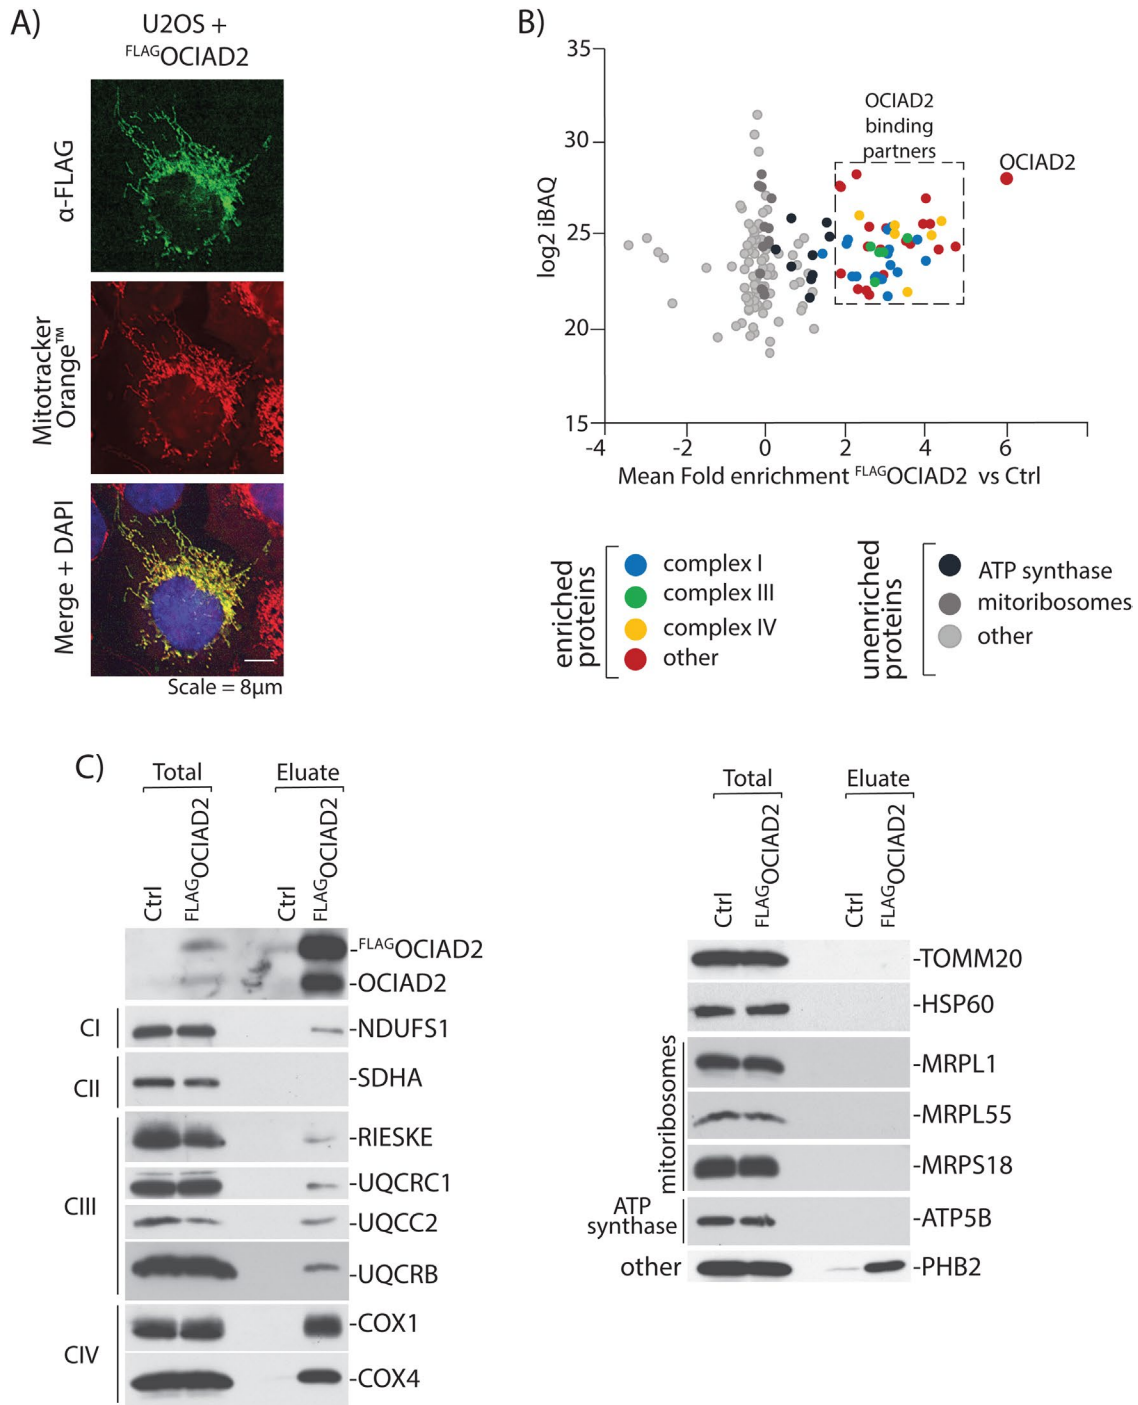 A)
U2OS +
FLAGOCIAD2
α-FLAG
Mitotracker
Orange™
Merge + DAPI
Scale = 8µm
B)
35
30
25
20
15
log2 iBAQ
-4
-2
0
2
4
6
Mean Fold enrichment FLAGOCIAD2 vs Ctrl
OCIAD2
binding
partners
OCIAD2
enriched
proteins
complex I
complex III
complex IV
other
unenriched
proteins
ATP synthase
mitoribosomes
other
C)
Total
Eluate
Ctrl
FLAGOCIAD2
Ctrl
FLAGOCIAD2
-FLAGOCIAD2
-OCIAD2
CI
-NDUFS1
CII
-SDHA
CIII
-RIESKE
-UQCRC1
-UQCC2
-UQCRB
CIV
-COX1
-COX4
Total
Eluate
Ctrl
FLAGOCIAD2
Ctrl
FLAGOCIAD2
-TOMM20
-HSP60
mitoribosomes
-MRPL1
-MRPL55
-MRPS18
ATP
synthase
-ATP5B
other
-PHB2